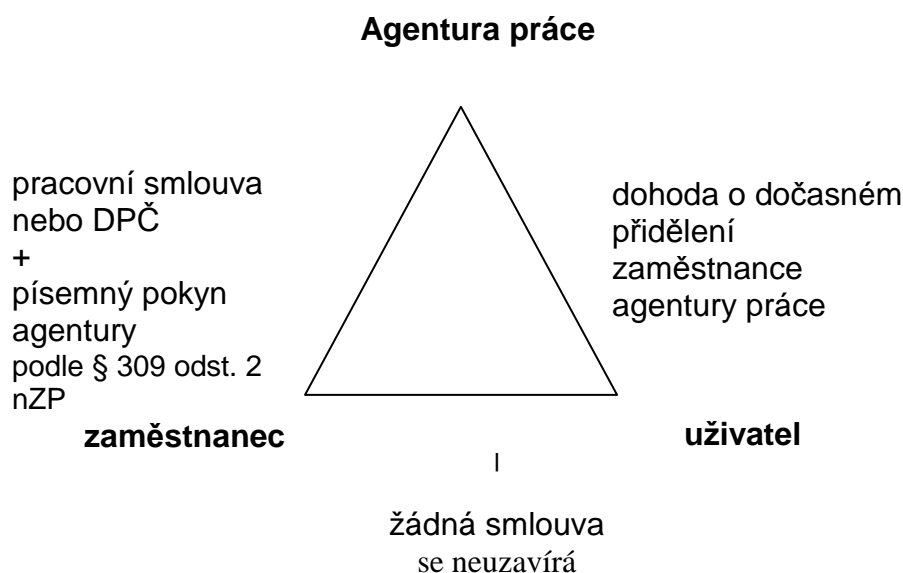 Agentura práce
pracovní smlouva
nebo DPČ
+
písemný pokyn
agentury
podle § 309 odst. 2
nZP
dohoda o dočasném
přidělení
zaměstnance
agentury práce
zaměstnanec
uživatel
žádná smlouva
se neuzavírá